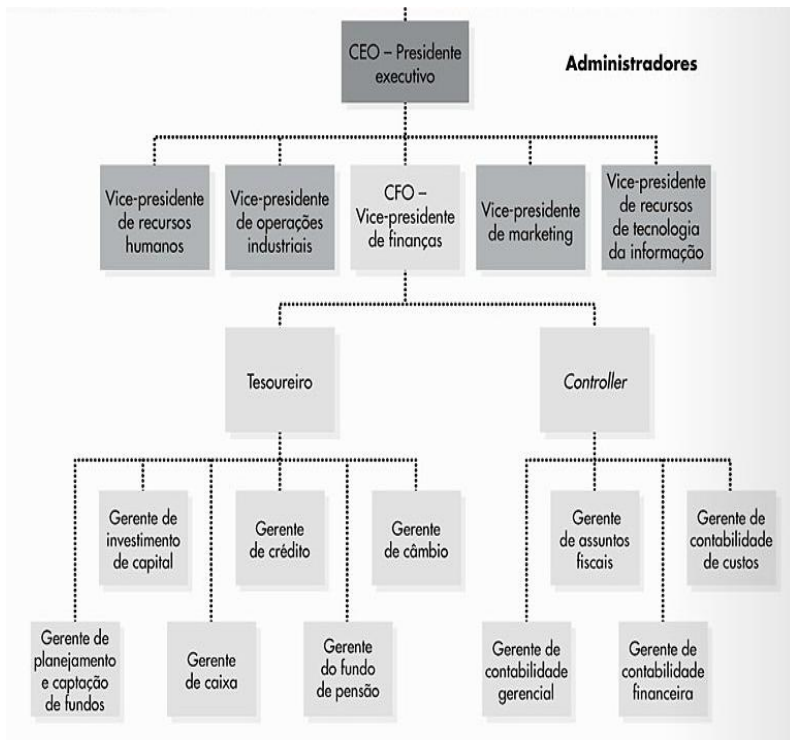 CEO – Presidente
executivo
Administradores
Vice-presidente
de recursos
humanos
Vice-presidente
de operações
industriais
CFO –
Vice-presidente
de finanças
Vice-presidente
de marketing
Vice-presidente
de recursos
de tecnologia
da informação
Tesoureiro
Controller
Gerente de
investimento
de capital
Gerente
de crédito
Gerente
de câmbio
Gerente
de assuntos
fiscais
Gerente de
contabilidade
de custos
Gerente de
planejamento
e captação
de fundos
Gerente
de caixa
Gerente
do fundo
de pensão
Gerente de
contabilidade
gerencial
Gerente de
contabilidade
financeira